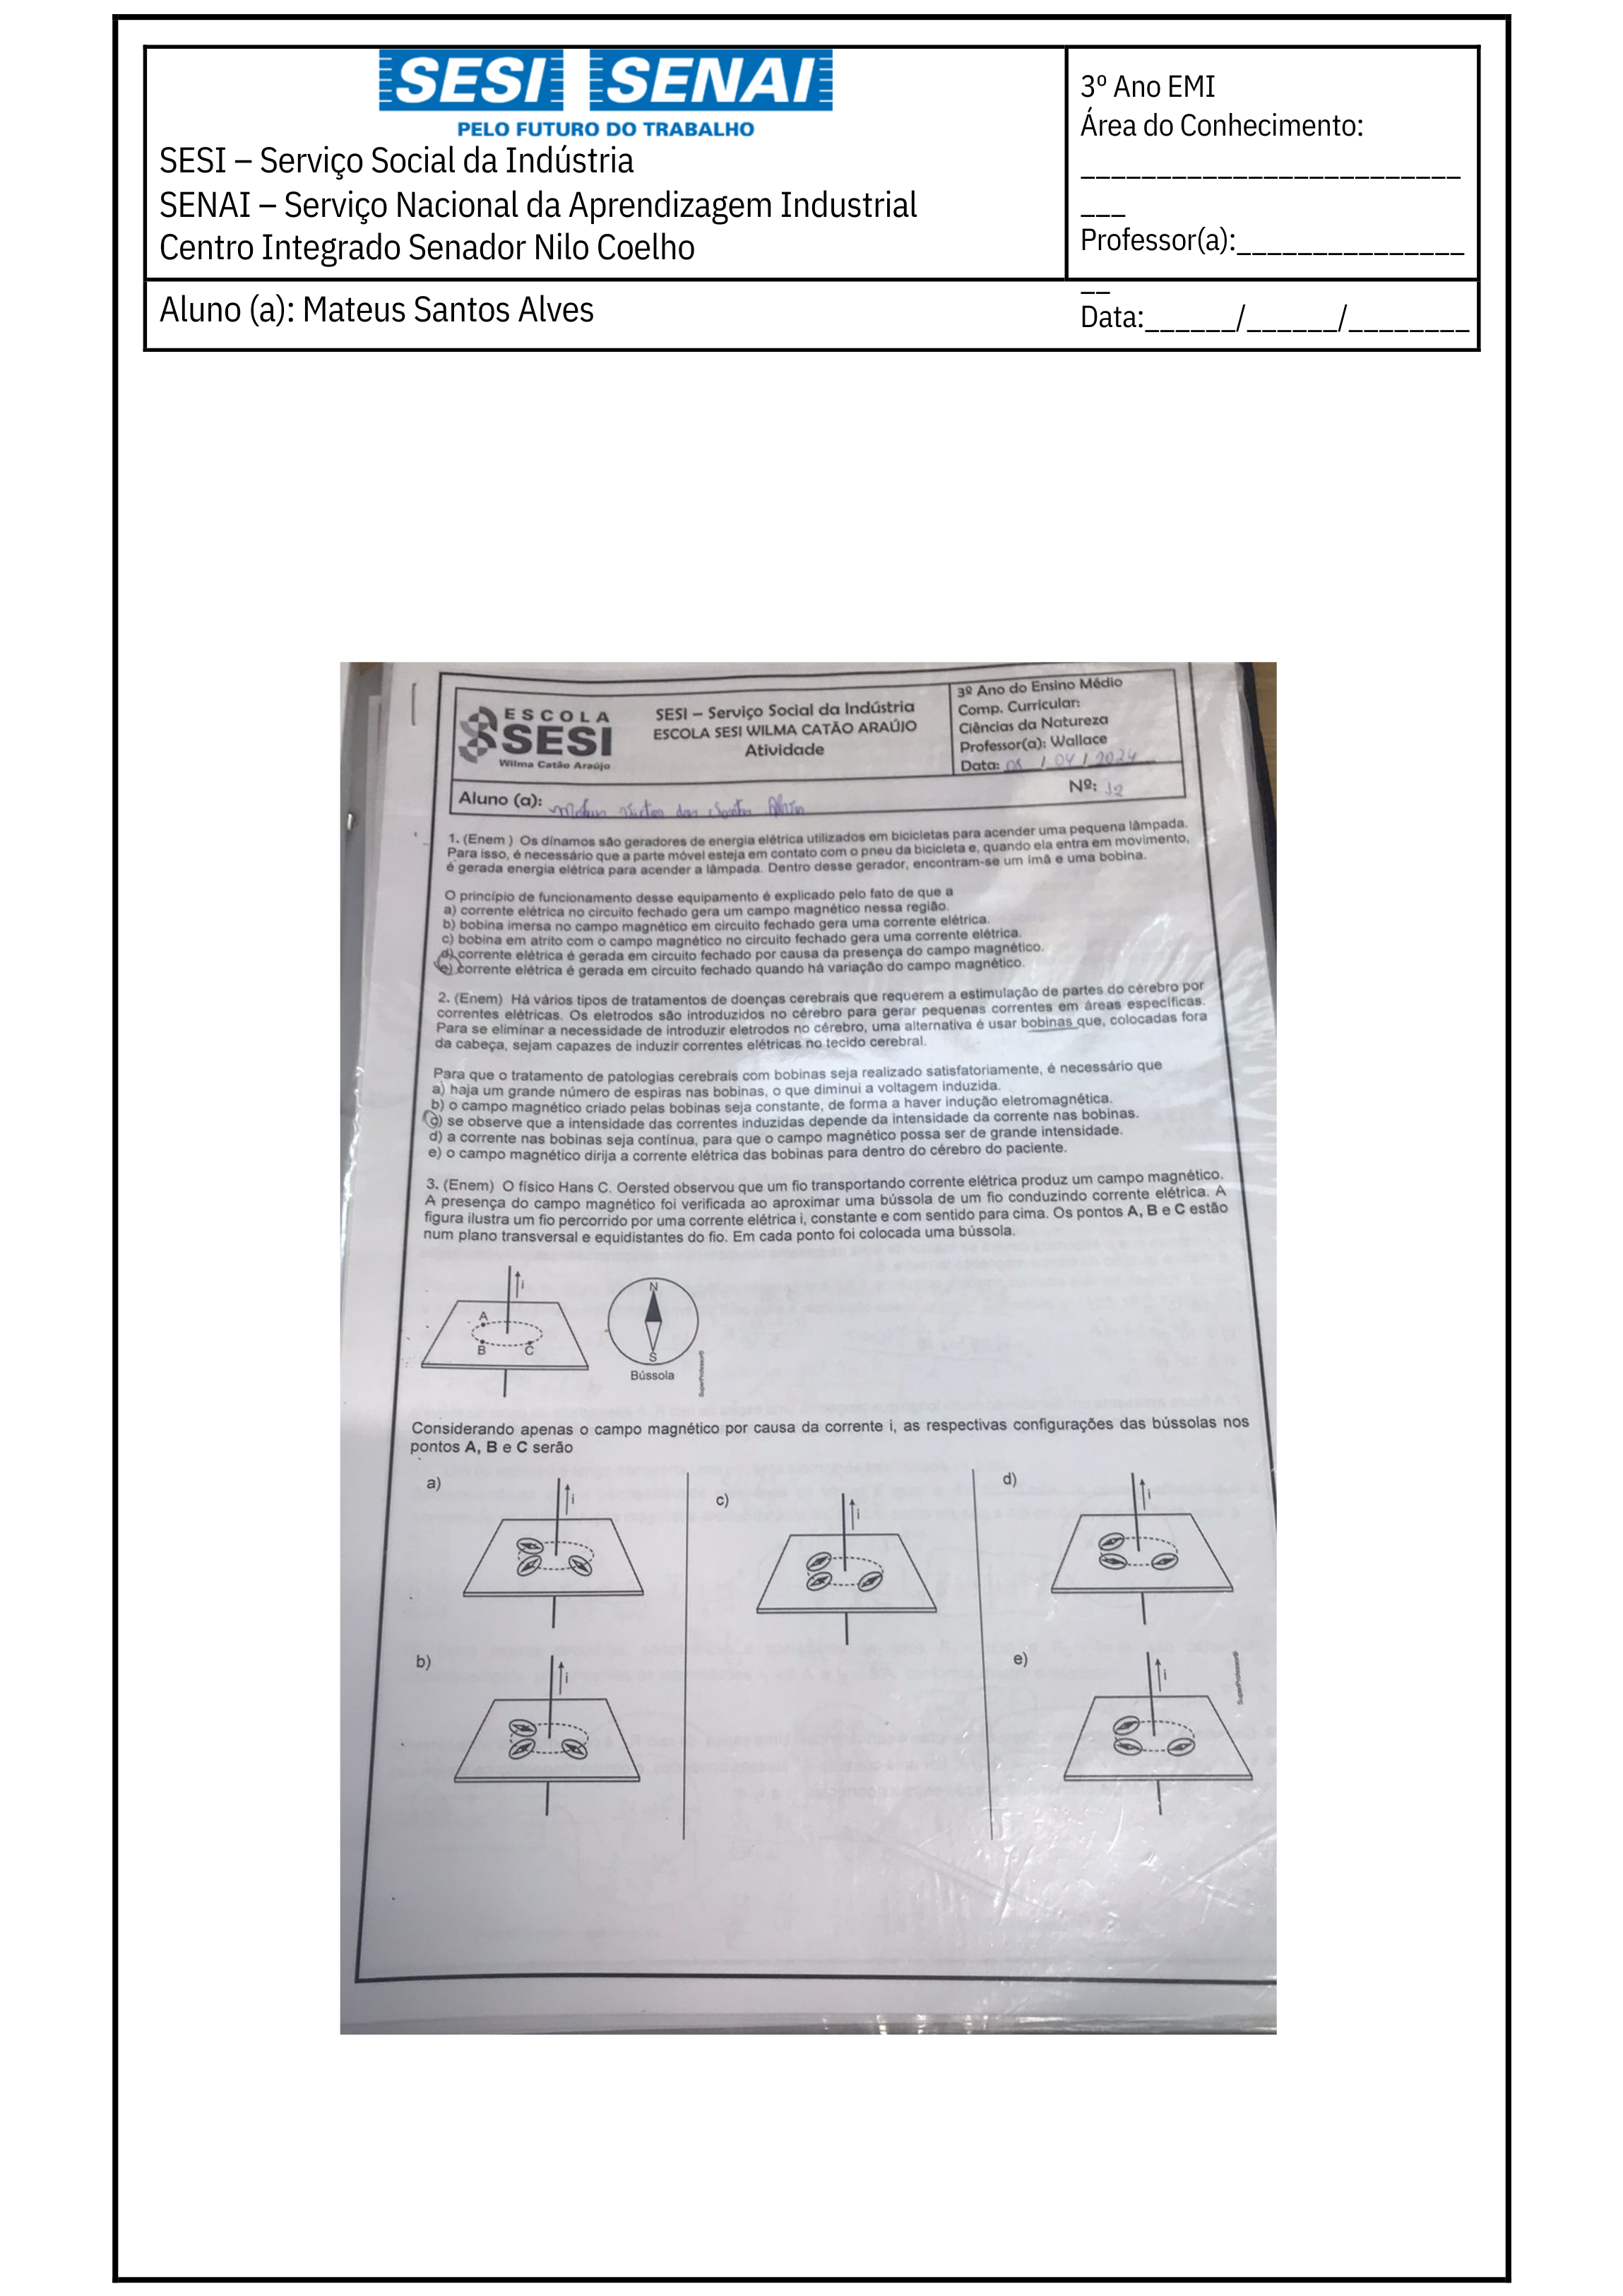 SESI SENAI
PELO FUTURO DO TRABALHO
SESI – Serviço Social da Indústria
SENAI – Serviço Nacional da Aprendizagem Industrial
Centro Integrado Senador Nilo Coelho
3º Ano EMI
Área do Conhecimento:
_________________________
___
Professor(a):_______________
__
Data:______/______/________
Aluno (a): Mateus Santos Alves
ESCOLA
SESI
Wilma Catão Araújo
SESI – Serviço Social da Indústria
ESCOLA SESI WILMA CATÃO ARAÚJO
Atividade
3º Ano do Ensino Médio
Comp. Curricular:
Ciências da Natureza
Professor(a): Wallace
Data: 08 / 04 / 2024
Aluno (a): dos Santos Alves
Nº: 12
1. (Enem ) Os dínamos são geradores de energia elétrica utilizados em bicicletas para acender uma pequena lâmpada.
Para isso, é necessário que a parte móvel esteja em contato com o pneu da bicicleta e, quando ela entra em movimento,
é gerada energia elétrica para acender a lâmpada. Dentro desse gerador, encontram-se um imã e uma bobina.
O princípio de funcionamento desse equipamento é explicado pelo fato de que a
a) corrente elétrica no circuito fechado gera um campo magnético nessa região.
b) bobina imersa no campo magnético em circuito fechado gera uma corrente elétrica.
c) bobina em atrito com o campo magnético no circuito fechado gera uma corrente elétrica.
d) corrente elétrica é gerada em circuito fechado por causa da presença do campo magnético.
e) corrente elétrica é gerada em circuito fechado quando há variação do campo magnético.
2. (Enem) Há vários tipos de tratamentos de doenças cerebrais que requerem a estimulação de partes do cérebro por
correntes elétricas. Os eletrodos são introduzidos no cérebro para gerar pequenas correntes em áreas específicas.
Para se eliminar a necessidade de introduzir eletrodos no cérebro, uma alternativa é usar bobinas que, colocadas fora
da cabeça, sejam capazes de induzir correntes elétricas no tecido cerebral.
Para que o tratamento de patologias cerebrais com bobinas seja realizado satisfatoriamente, é necessário que
a) haja um grande número de espiras nas bobinas, o que diminui a voltagem induzida.
b) o campo magnético criado pelas bobinas seja constante, de forma a haver indução eletromagnética.
c) se observe que a intensidade das correntes induzidas depende da intensidade da corrente nas bobinas.
d) a corrente nas bobinas seja contínua, para que o campo magnético possa ser de grande intensidade.
e) o campo magnético dirija a corrente elétrica das bobinas para dentro do cérebro do paciente.
3. (Enem) O físico Hans C. Oersted observou que um fio transportando corrente elétrica produz um campo magnético.
A presença do campo magnético foi verificada ao aproximar uma bússola de um fio conduzindo corrente elétrica. A
figura ilustra um fio percorrido por uma corrente elétrica i, constante e com sentido para cima. Os pontos A, B e C estão
num plano transversal e equidistantes do fio. Em cada ponto foi colocada uma bússola.
i
A
B
C
N
S
Bússola
SuperProfessor®
Considerando apenas o campo magnético por causa da corrente i, as respectivas configurações das bússolas nos
pontos A, B e C serão
a)
i
c)
i
d)
i
b)
i
e)
i
SuperProfessor®